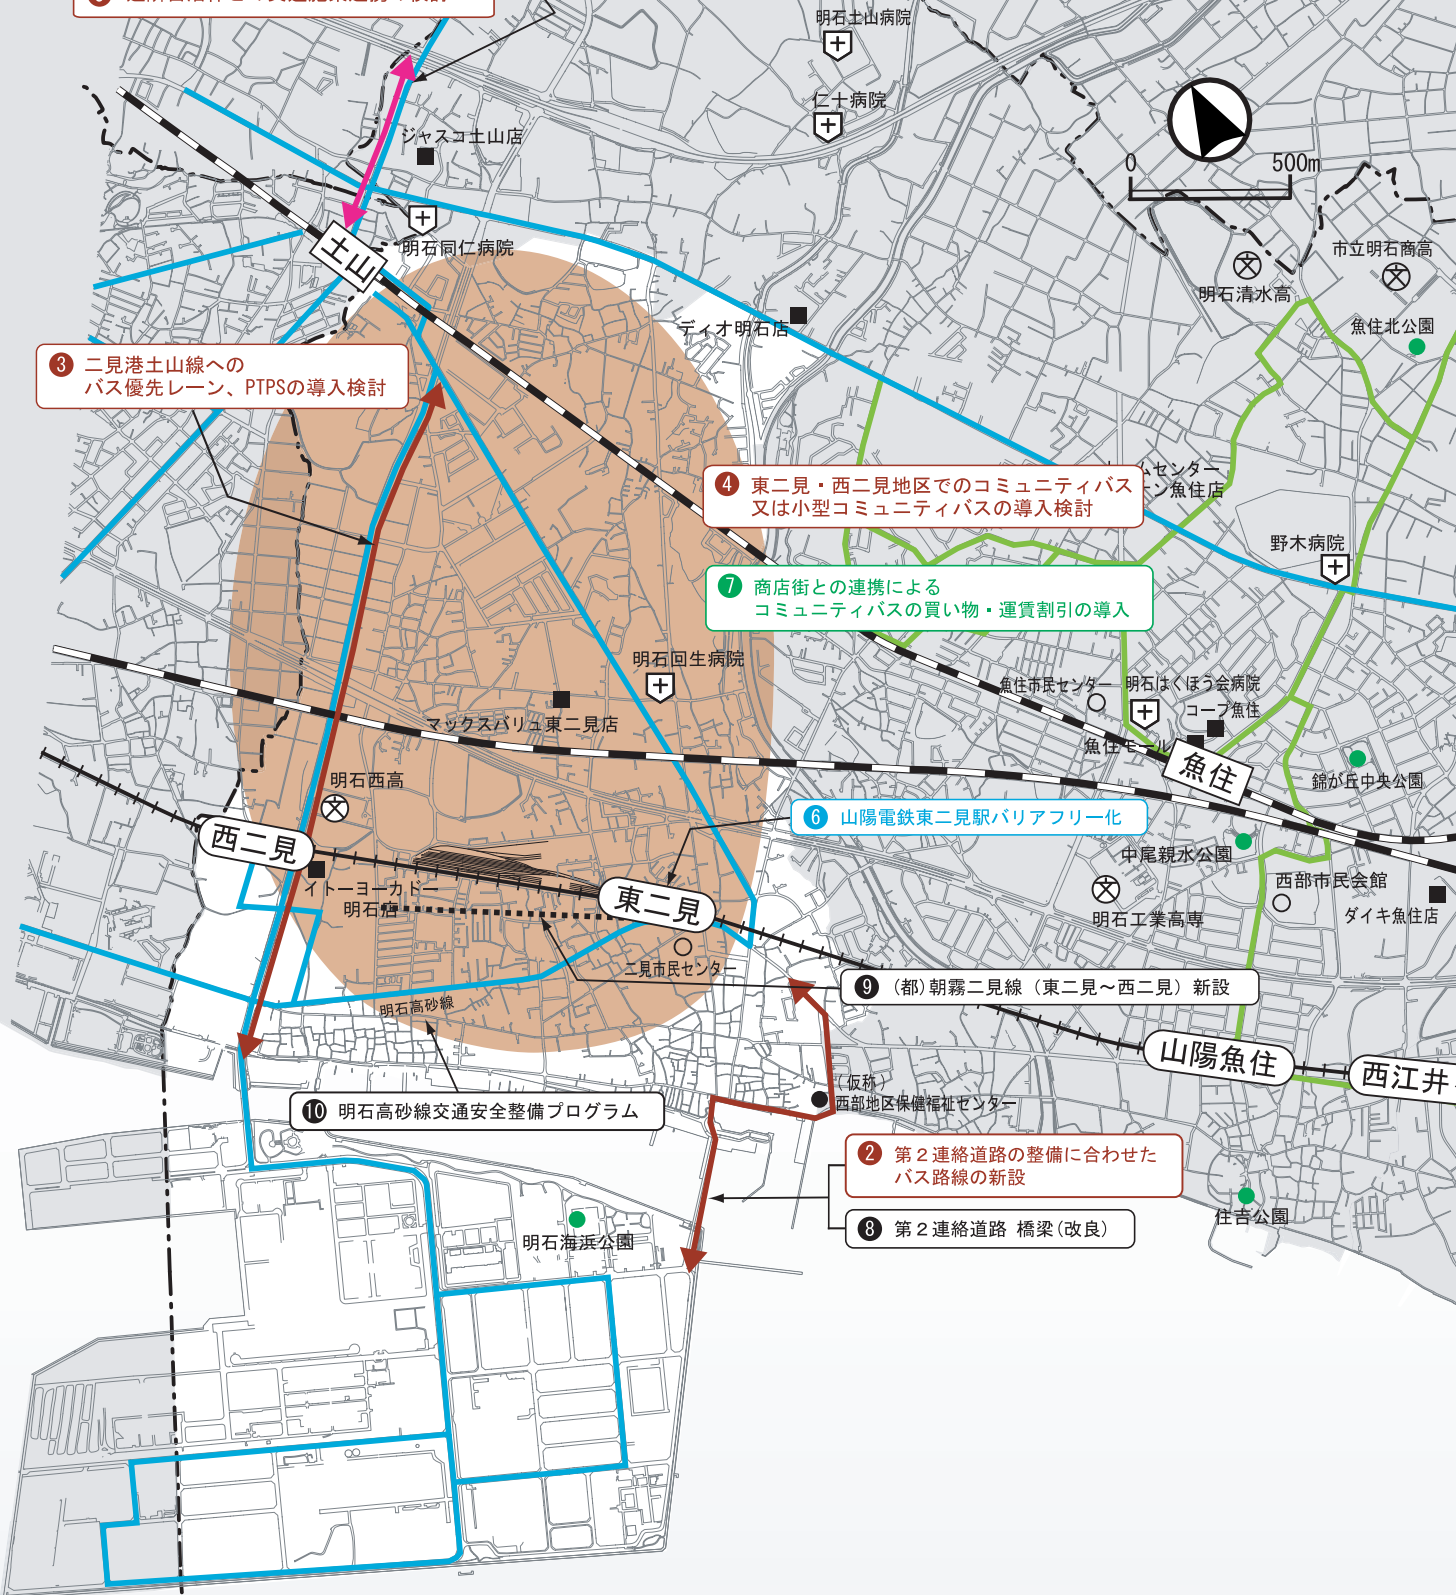 明石土山病院
仁十病院
ジャスコ土山店
0
500m
市立明石商高
明石清水高
明石同仁病院
土山
魚住北公園
ディオ明石店
3 二見港土山線への
バス優先レーン、PTPSの導入検討
4 東二見・西二見地区でのコミュニティバス
又は小型コミュニティバスの導入検討
ムセンター
ン魚住店
野木病院
7 商店街との連携による
コミュニティバスの買い物・運賃割引の導入
明石回生病院
マックスバリュ東二見店
魚住市民センター
明石はくほう会病院
コープ魚住
魚住モール
魚住
錦が丘中央公園
明石西高
6 山陽電鉄東二見駅バリアフリー化
西二見
中尾親水公園
イトーヨーカドー
明石店
東二見
西部市民会館
明石工業高専
ダイキ魚住店
二見市民センター
9 (都)朝霧二見線(東二見~西二見)新設
明石高砂線
山陽魚住
西江井
(仮称)
西部地区保健福祉センター
10 明石高砂線交通安全整備プログラム
2 第2連絡道路の整備に合わせた
バス路線の新設
8 第2連絡道路 橋梁(改良)
住吉公園
明石海浜公園